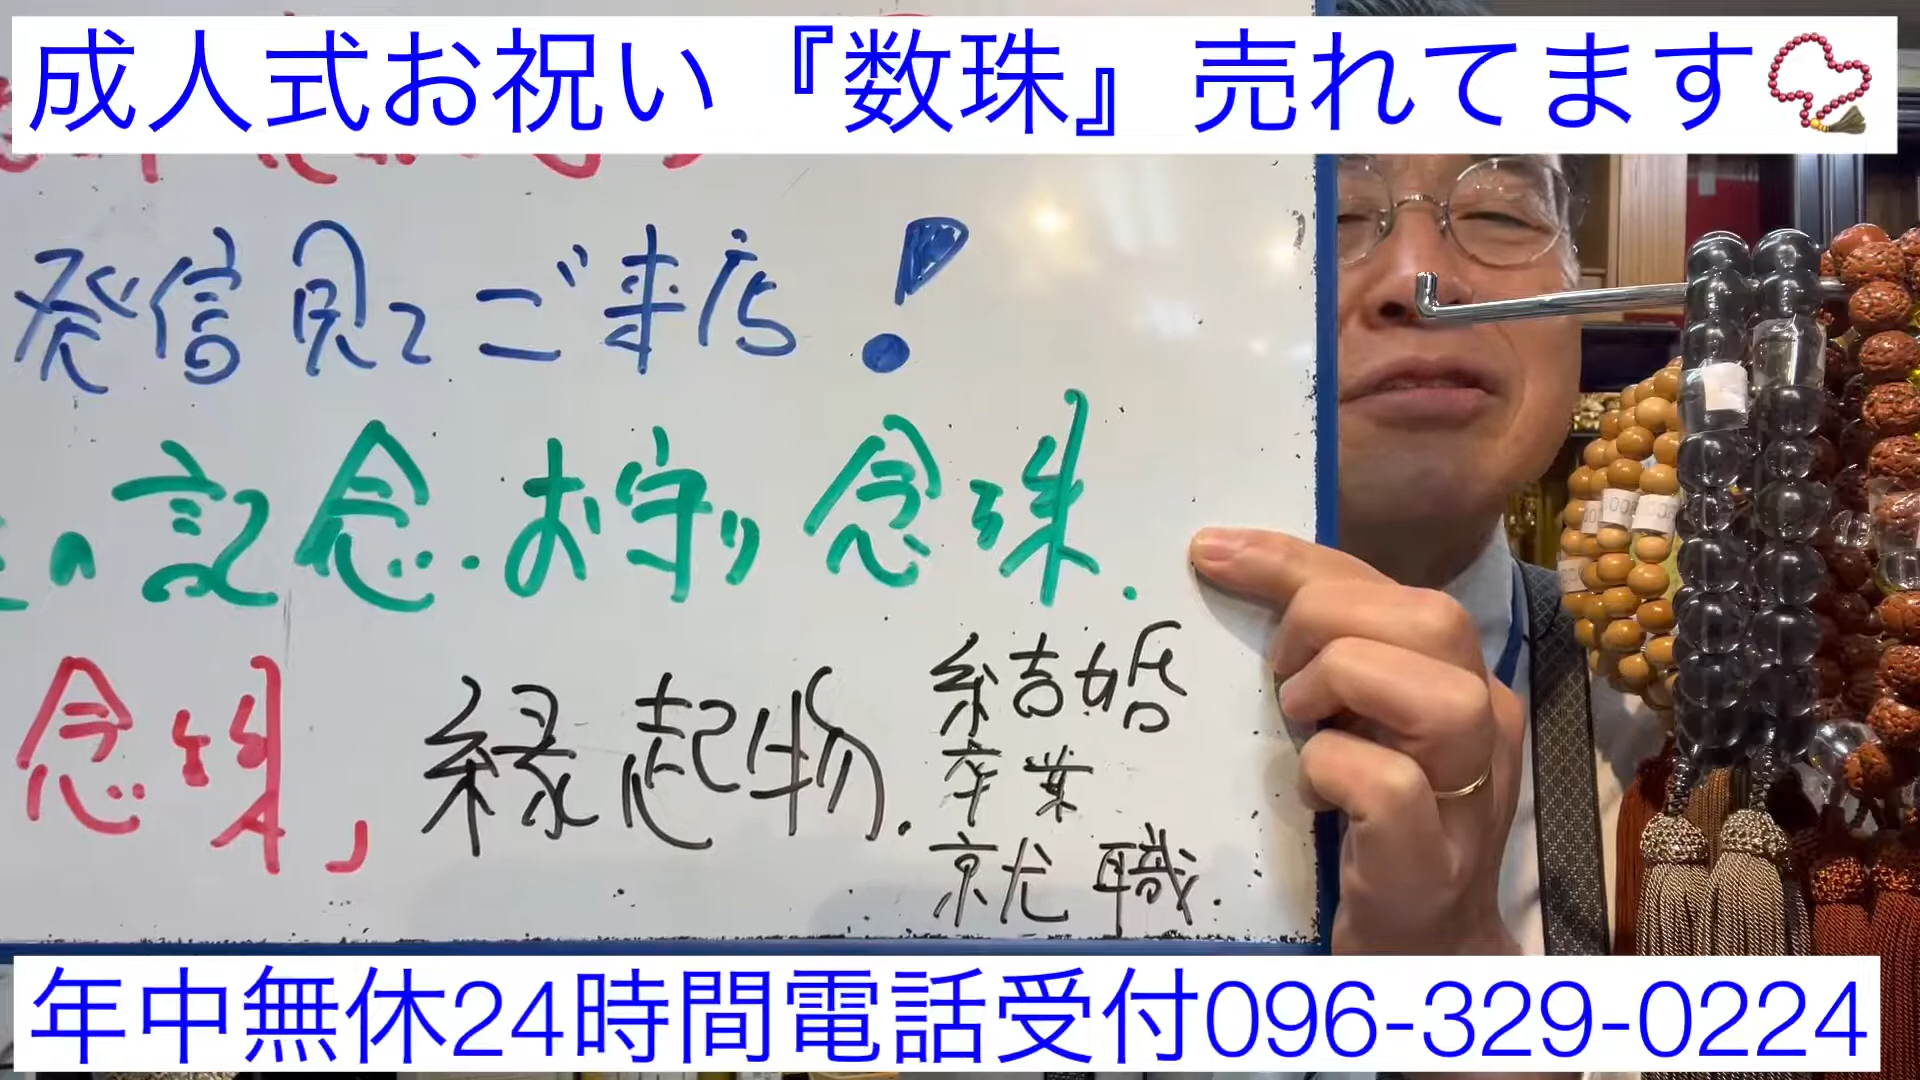 成人式お祝い『数珠』売れてます📿
発信見てご来店!
記念・お守り念珠.
念珠」縁起物.
結婚
卒業
就職.
年中無休24時間電話受付096-329-0224